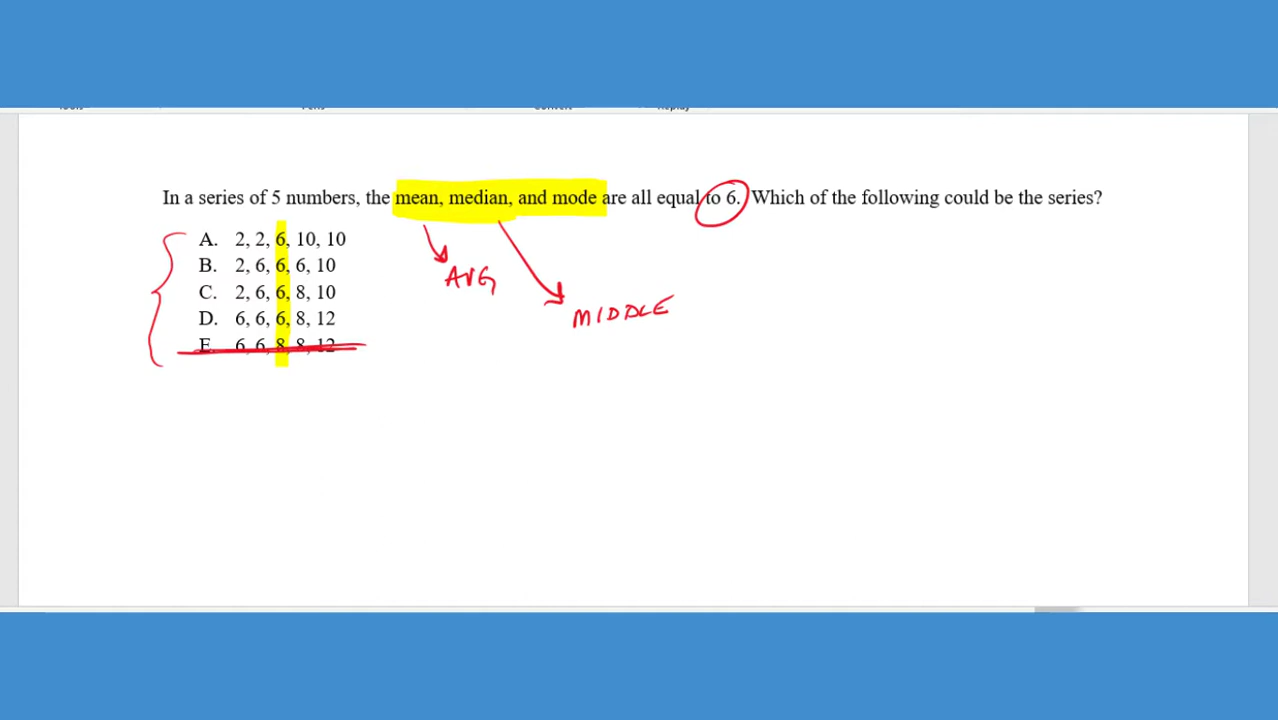 In a series of 5 numbers, the mean, median, and mode are all equal to 6. Which of the following could be the series?
A. 2, 2, 6, 10, 10
B. 2, 6, 6, 6, 10
C. 2, 6, 6, 8, 10
D. 6, 6, 6, 8, 12
E. 6, 6, 8, 8, 12
AVG
MIDDLE